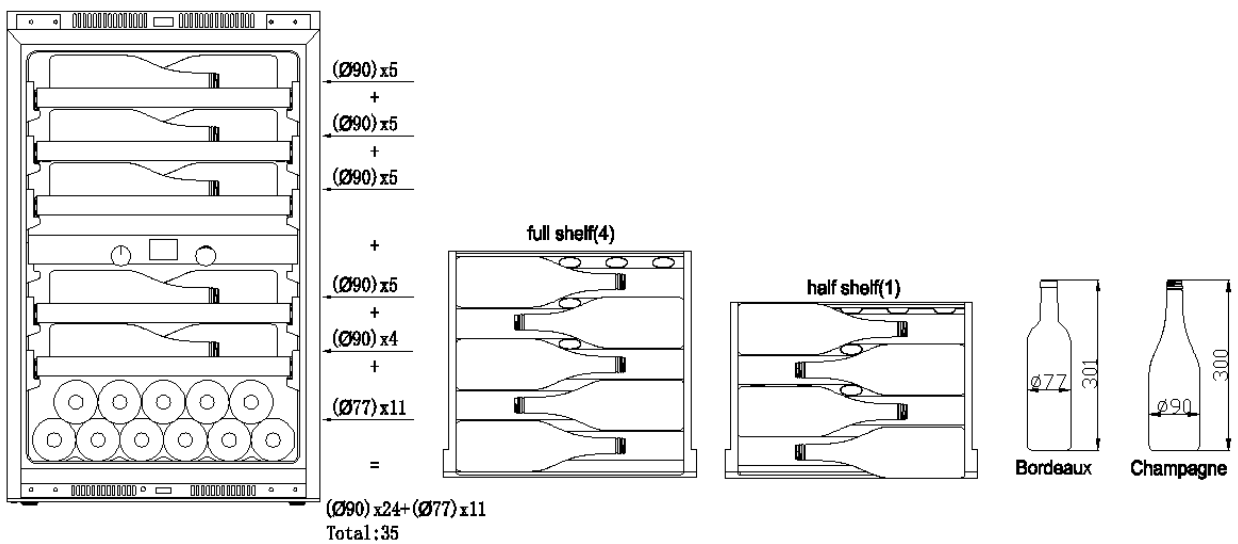 (Ø90)x5
+
(Ø90)x5
+
(Ø90)x5
+
(Ø90)x5
+
(Ø90)x4
+
(Ø77)x11
=
(Ø90)x24+(Ø77)x11
Total:35
full shelf(4)
half shelf(1)
ø77
301
Bordeaux
ø90
300
Champagne